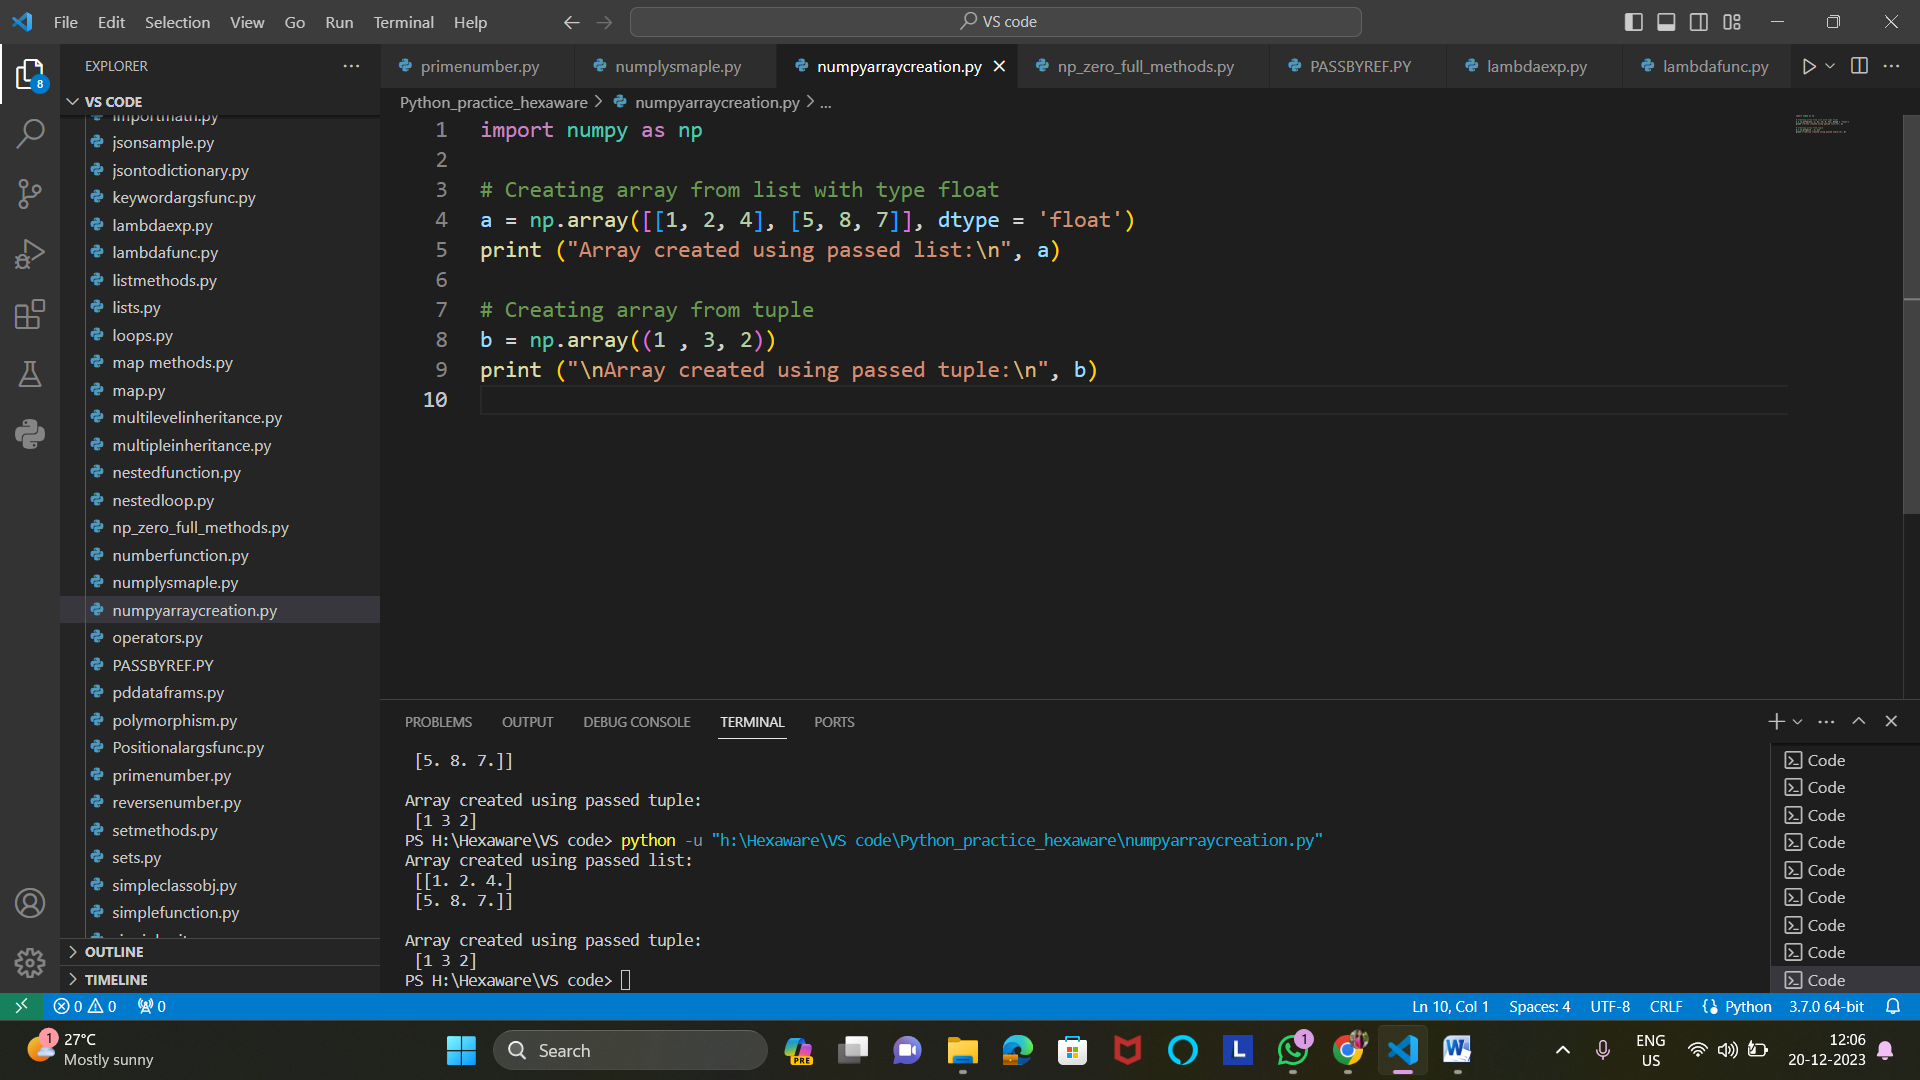 File Edit Selection View Go Run Terminal Help
VS code
EXPLORER
VS CODE
importmath.py
jsonsample.py
jsontodictionary.py
keywordargsfunc.py
lambdaexp.py
lambdafunc.py
listmethods.py
lists.py
loops.py
map methods.py
map.py
multilevelinheritance.py
multipleinheritance.py
nestedfunction.py
nestedloop.py
np_zero_full_methods.py
numberfunction.py
numplysmaple.py
numpyarraycreation.py
operators.py
PASSBYREF.PY
pddataframs.py
polymorphism.py
Positionalargsfunc.py
primenumber.py
reversenumber.py
setmethods.py
sets.py
simpleclassobj.py
simplefunction.py
OUTLINE
TIMELINE
8
primenumber.py numplysmaple.py numpyarraycreation.py np_zero_full_methods.py PASSBYREF.PY lambdaexp.py lambdafunc.py
Python_practice_hexaware > numpyarraycreation.py > ...
1 import numpy as np
2
3 # Creating array from list with type float
4 a = np.array([[1, 2, 4], [5, 8, 7]], dtype = 'float')
5 print ("Array created using passed list:\n", a)
6
7 # Creating array from tuple
8 b = np.array((1 , 3, 2))
9 print ("\nArray created using passed tuple:\n", b)
10
PROBLEMS OUTPUT DEBUG CONSOLE TERMINAL PORTS
[5. 8. 7.]]
Array created using passed tuple:
[1 3 2]
PS H:\Hexaware\VS code> python -u "h:\Hexaware\VS code\Python_practice_hexaware\numpyarraycreation.py"
Array created using passed list:
[[1. 2. 4.]
[5. 8. 7.]]
Array created using passed tuple:
[1 3 2]
PS H:\Hexaware\VS code>
Code
Code
Code
Code
Code
Code
Code
Code
Code
0 0 0 Ln 10, Col 1 Spaces: 4 UTF-8 CRLF Python 3.7.0 64-bit
1
27°C
Mostly sunny
Search
PRE
L
1
W
ENG
US
12:06
20-12-2023